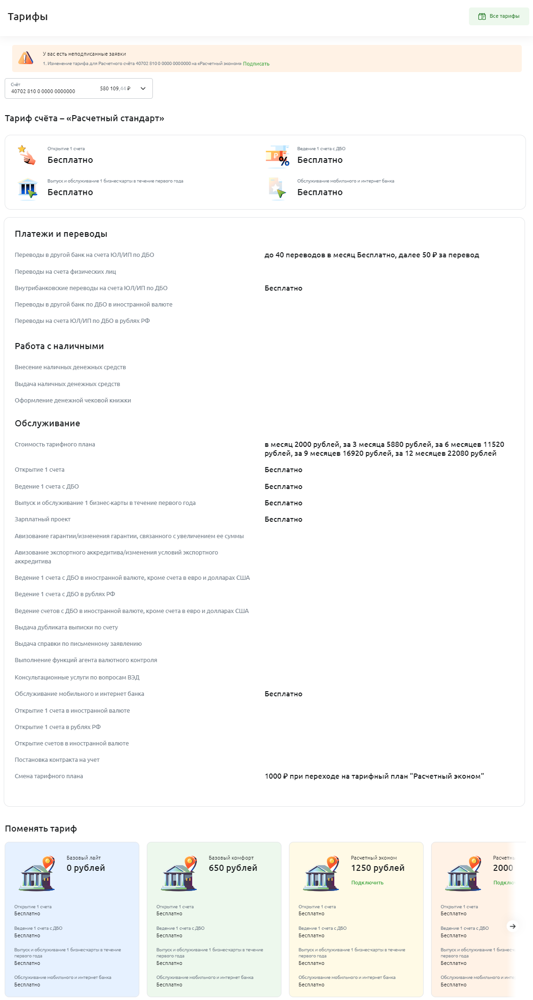 Тарифы
Все тарифы
У вас есть неподписанные заявки
1. Изменение тарифа для Расчетного счёта 40702 810 0 0000 0000000 на «Расчетный эконом» Подписать
Счёт
40702 810 0 0000 0000000
580 109,44 ₽
Тариф счёта – «Расчетный стандарт»
Открытие 1 счета
Бесплатно
Ведение 1 счета с ДБО
Бесплатно
Выпуск и обслуживание 1 бизнес-карты в течение первого года
Бесплатно
Обслуживание мобильного и интернет банка
Бесплатно
Платежи и переводы
Переводы в другой банк на счета ЮЛ/ИП по ДБО
до 40 переводов в месяц Бесплатно, далее 50 ₽ за перевод
Переводы на счета физических лиц
Внутрибанковские переводы на счета ЮЛ/ИП по ДБО
Бесплатно
Переводы в другой банк по ДБО в иностранной валюте
Переводы на счета ЮЛ/ИП по ДБО в рублях РФ
Работа с наличными
Внесение наличных денежных средств
Выдача наличных денежных средств
Оформление денежной чековой книжки
Обслуживание
Стоимость тарифного плана
в месяц 2000 рублей, за 3 месяца 5880 рублей, за 6 месяцев 11520
рублей, за 9 месяцев 16920 рублей, за 12 месяцев 22080 рублей
Открытие 1 счета
Бесплатно
Ведение 1 счета с ДБО
Бесплатно
Выпуск и обслуживание 1 бизнес-карты в течение первого года
Бесплатно
Зарплатный проект
Бесплатно
Авизование гарантии/изменения гарантии, связанного с увеличением ее суммы
Авизование экспортного аккредитива/изменения условий экспортного
аккредитива
Ведение 1 счета с ДБО в иностранной валюте, кроме счета в евро и долларах США
Ведение 1 счета с ДБО в рублях РФ
Ведение счетов с ДБО в иностранной валюте, кроме счета в евро и долларах США
Выдача дубликата выписки по счету
Выдача справки по письменному заявлению
Выполнение функций агента валютного контроля
Консультационные услуги по вопросам ВЭД
Обслуживание мобильного и интернет банка
Бесплатно
Открытие 1 счета в иностранной валюте
Открытие 1 счета в рублях РФ
Открытие счетов в иностранной валюте
Постановка контракта на учет
Смена тарифного плана
1000 ₽ при переходе на тарифный план "Расчетный эконом"
Поменять тариф
Базовый лайт
0 рублей
Открытие 1 счета
Бесплатно
Ведение 1 счета с ДБО
Бесплатно
Выпуск и обслуживание 1 бизнес-карты в течение
первого года
Бесплатно
Обслуживание мобильного и интернет банка
Бесплатно
Базовый комфорт
650 рублей
Открытие 1 счета
Бесплатно
Ведение 1 счета с ДБО
Бесплатно
Выпуск и обслуживание 1 бизнес-карты в течение
первого года
Бесплатно
Обслуживание мобильного и интернет банка
Бесплатно
Расчетный эконом
1250 рублей
Подключить
Открытие 1 счета
Бесплатно
Ведение 1 счета с ДБО
Бесплатно
Выпуск и обслуживание 1 бизнес-карты в течение
первого года
Бесплатно
Обслуживание мобильного и интернет банка
Бесплатно
2000
Открытие 1 счета
Бесплатно
Ведение 1 счета с ДБО
Бесплатно
Выпуск и обслуживание 1
первого года
Бесплатно
Обслуживание мобильного и
Бесплатно